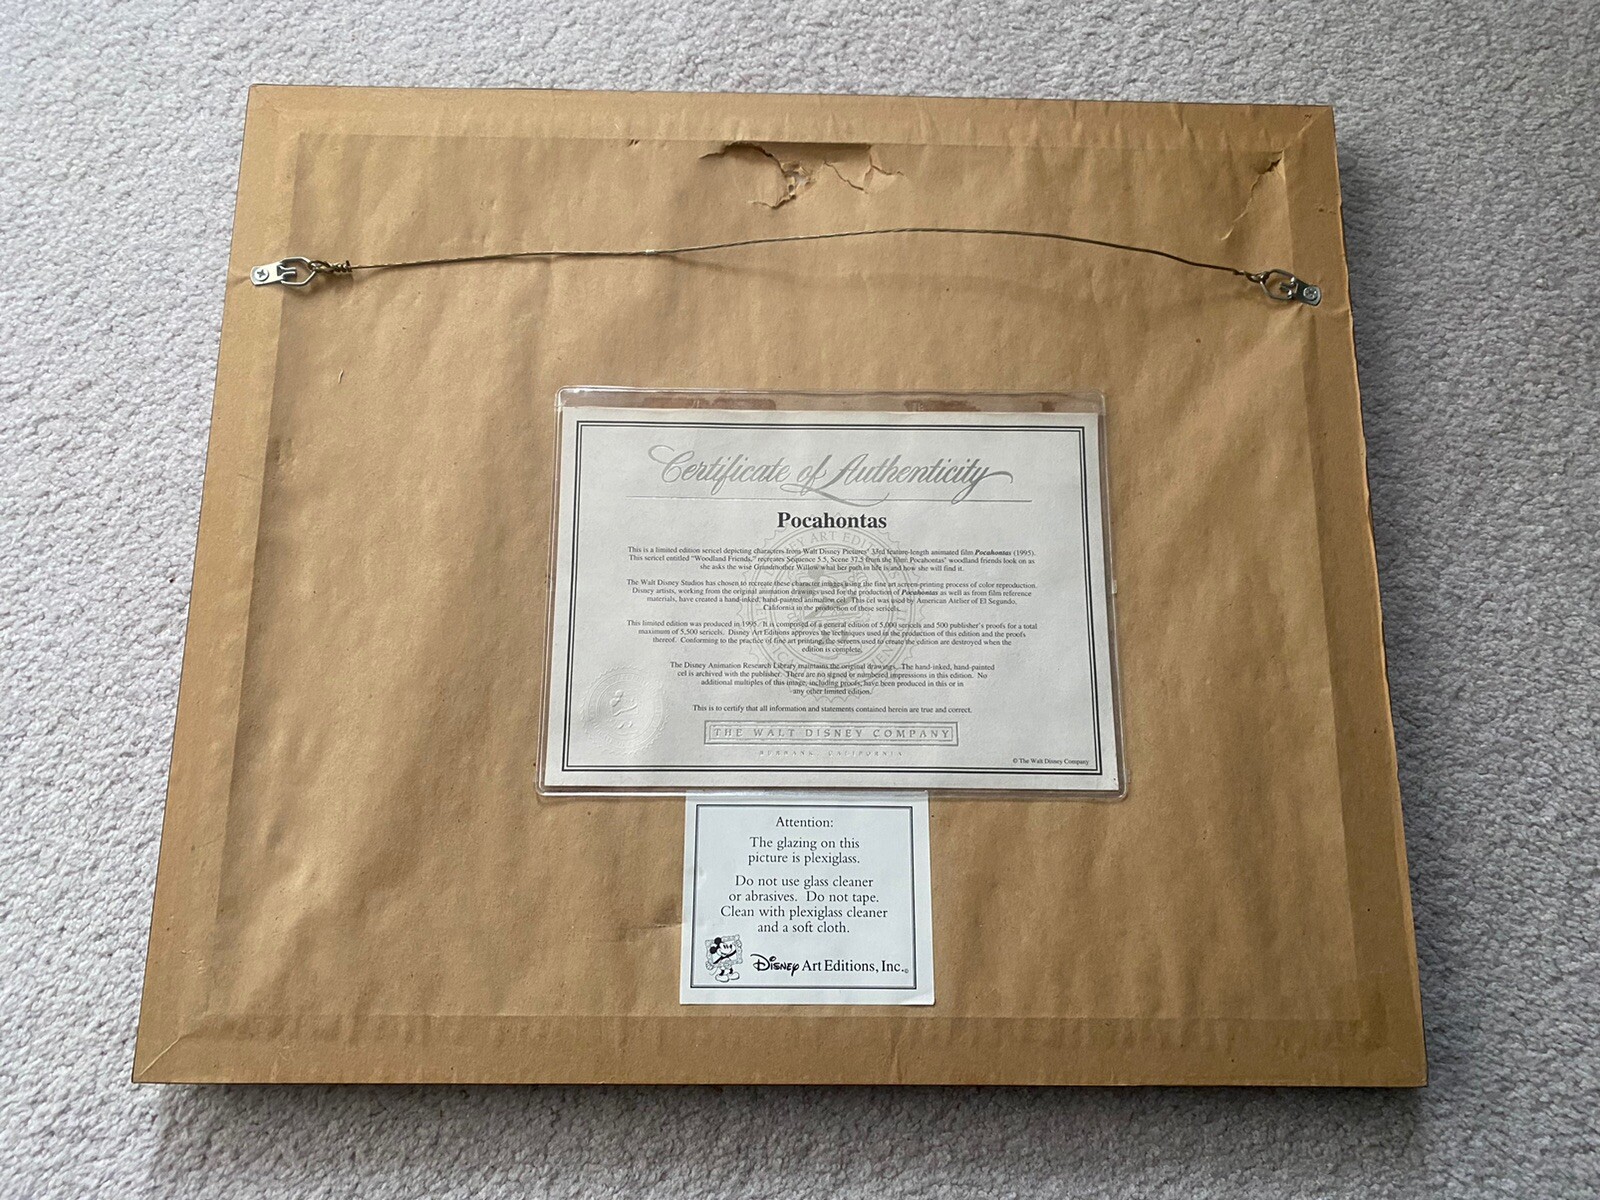 Certificate of Authenticity
Pocahontas
This is a limited edition sericel depicting characters from Walt Disney Pictures' 33rd feature-length animated film Pocahontas (1995).
This sericel entitled "Woodland Friends," recreates Sequence 5.5, Scene 37.5 from the film: Pocahontas' woodland friends look on as
she asks the wise Grandmother Willow what her path in life is and how she will find it.
The Walt Disney Studios has chosen to recreate these character images using the fine art screen-printing process of color reproduction.
Disney artists, working from the original animation drawings used for the production of Pocahontas as well as from film reference
materials, have created a hand-inked, hand-painted animation cel. This cel was used by American Atelier of El Segundo,
California in the production of these sericels.
This limited edition was produced in 1995. It is composed of a general edition of 5,000 sericels and 500 publisher's proofs for a total
maximum of 5,500 sericels. Disney Art Editions approves the techniques used in the production of this edition and the proofs
thereof. Conforming to the practice of fine art printing, the screens used to create the edition are destroyed when the
edition is complete.
The Disney Animation Research Library maintains the original drawings. The hand-inked, hand-painted
cel is archived with the publisher. There are no signed or numbered impressions in this edition. No
additional multiples of this image, including proofs, have been produced in this or in
any other limited edition.
This is to certify that all information and statements contained herein are true and correct.
THE WALT DISNEY COMPANY
BURBANK, CALIFORNIA
© The Walt Disney Company
Attention:
The glazing on this
picture is plexiglass.
Do not use glass cleaner
or abrasives. Do not tape.
Clean with plexiglass cleaner
and a soft cloth.
Disney Art Editions, Inc.©